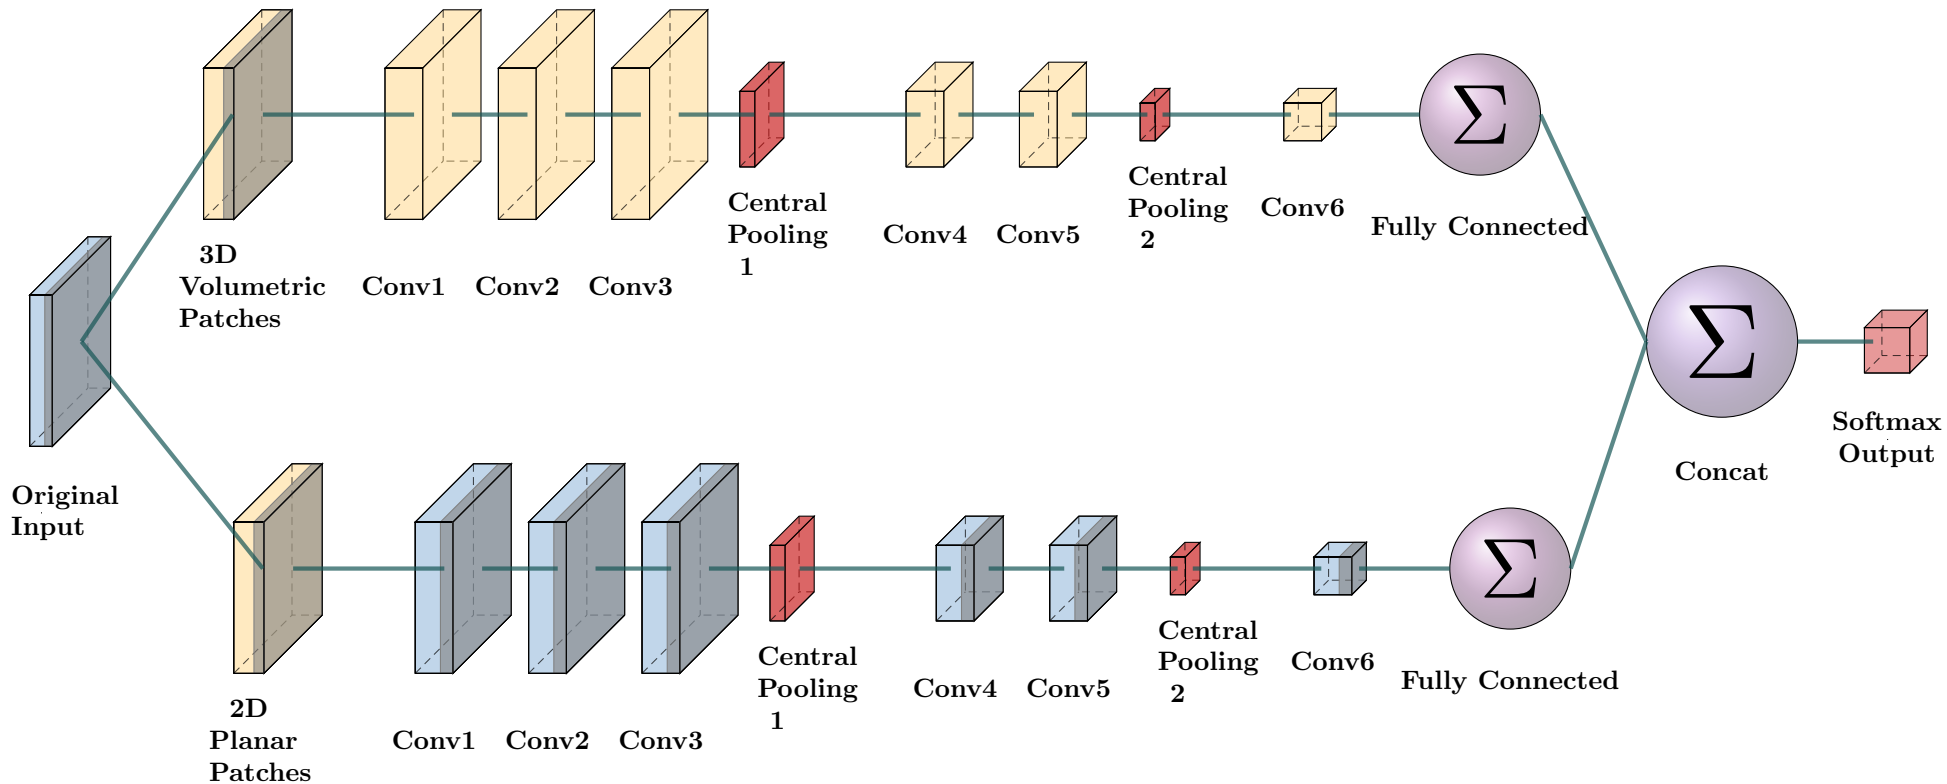 3D
Volumetric
Patches
Conv1
Conv2
Conv3
Central
Pooling
1
Conv4
Conv5
Central
Pooling
2
Conv6
Σ
Fully Connected
Original
Input
Σ
Concat
Softmax
Output
2D
Planar
Patches
Conv1
Conv2
Conv3
Central
Pooling
1
Conv4
Conv5
Central
Pooling
2
Conv6
Σ
Fully Connected